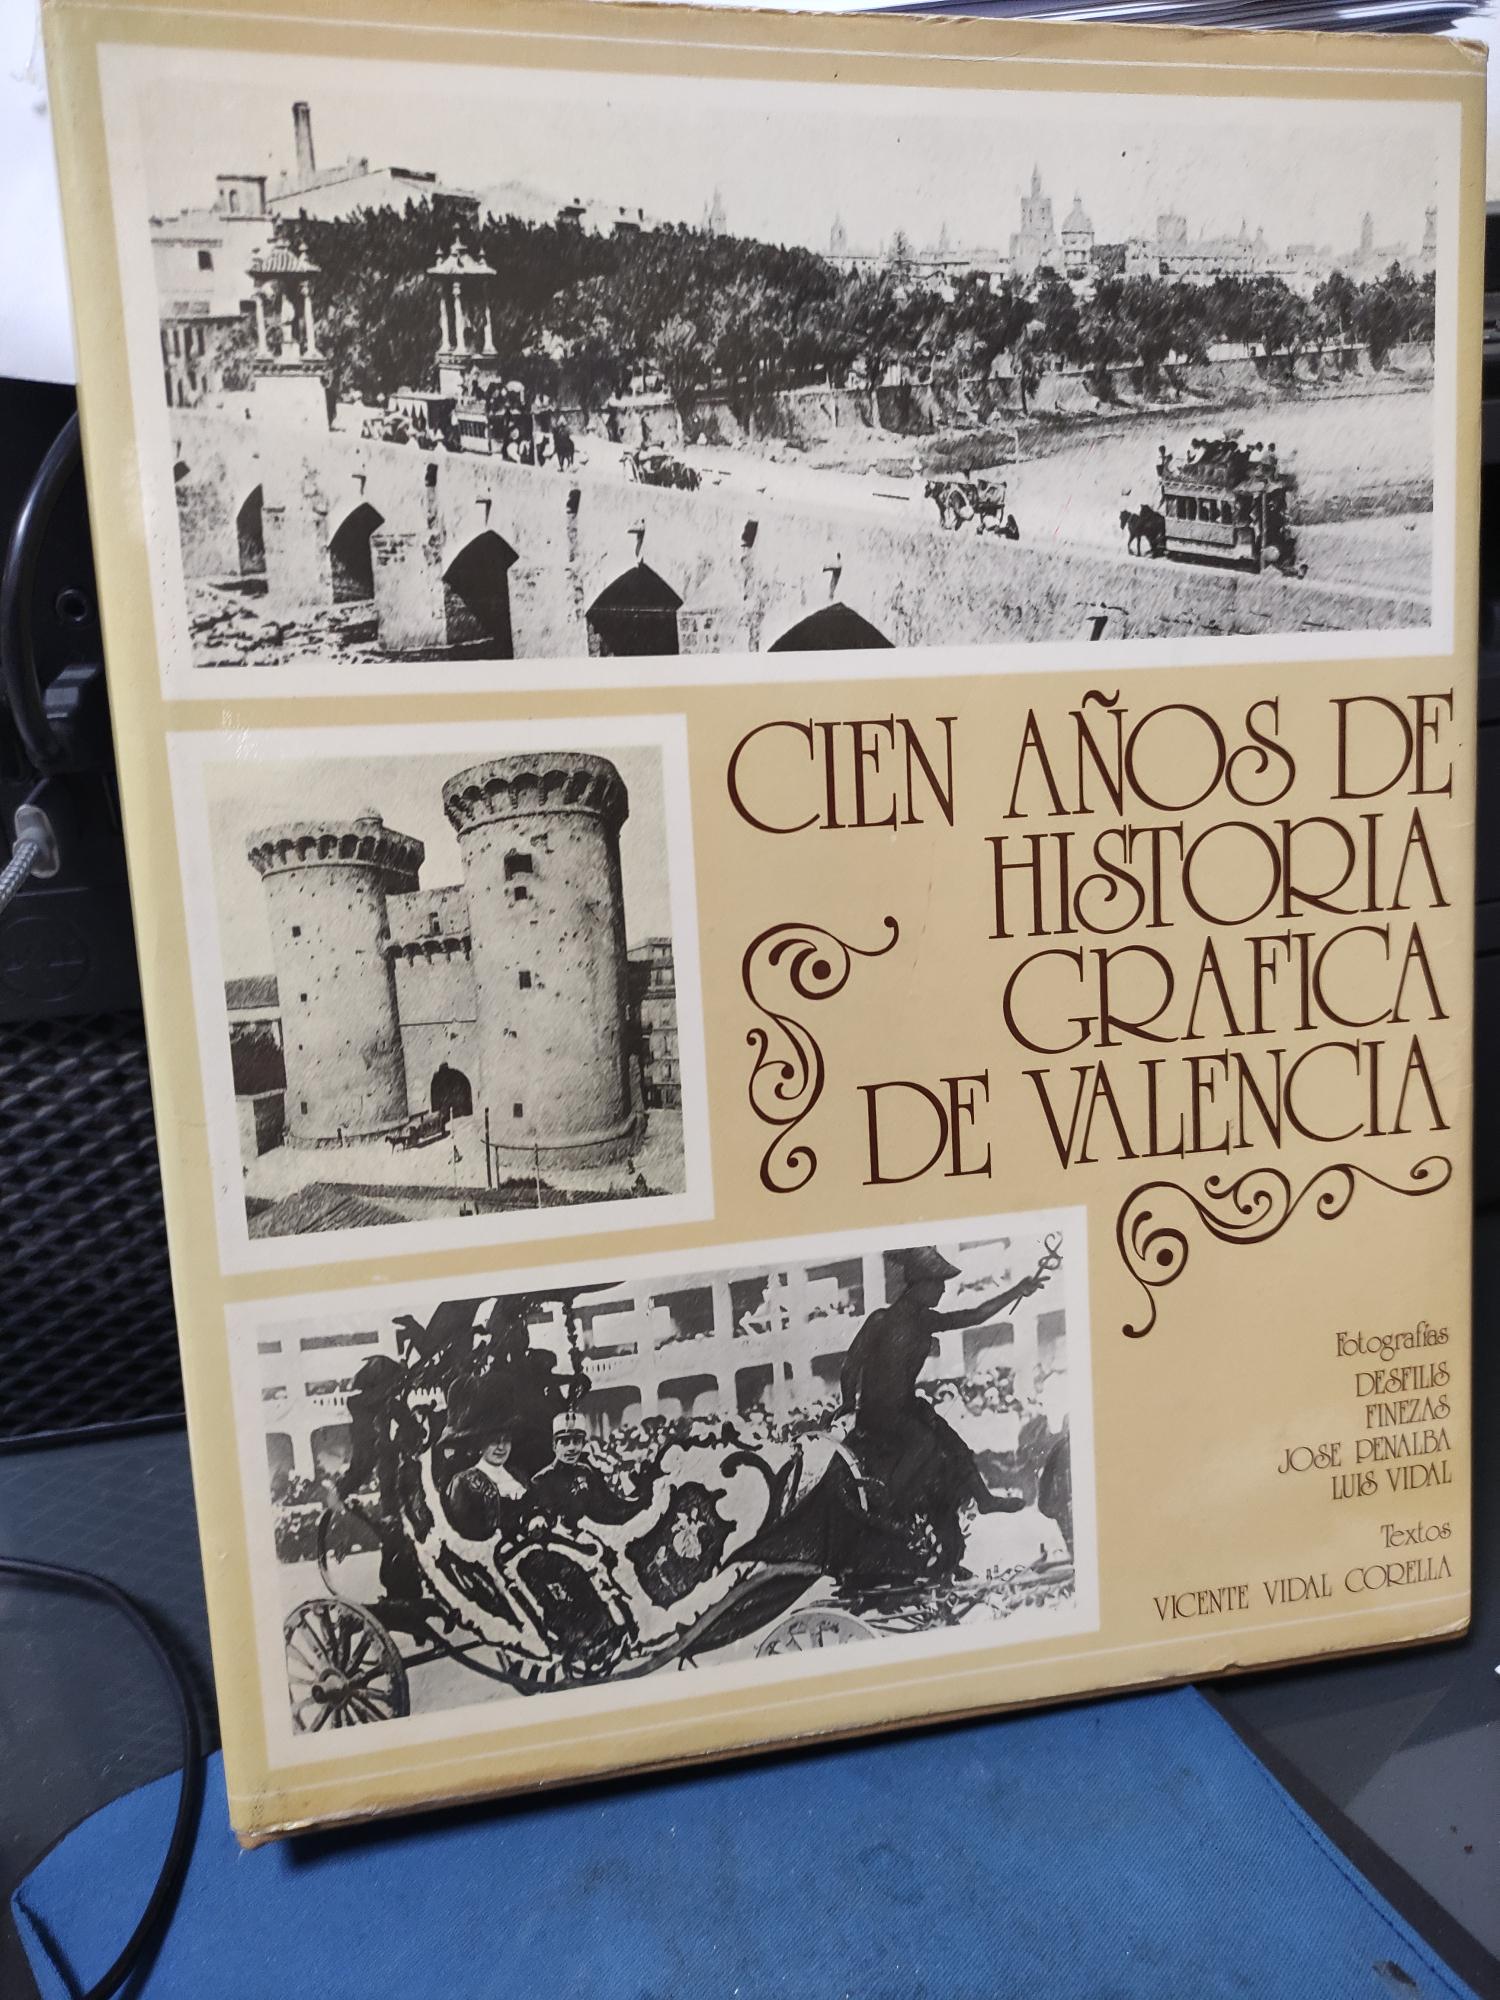 CIEN AÑOS DE
HISTORIA
GRAFICA
DE VALENCIA
Fotografías
DESFILIS
FINEZAS
JOSE PENALBA
LUIS VIDAL
Textos
VICENTE VIDAL CORELLA